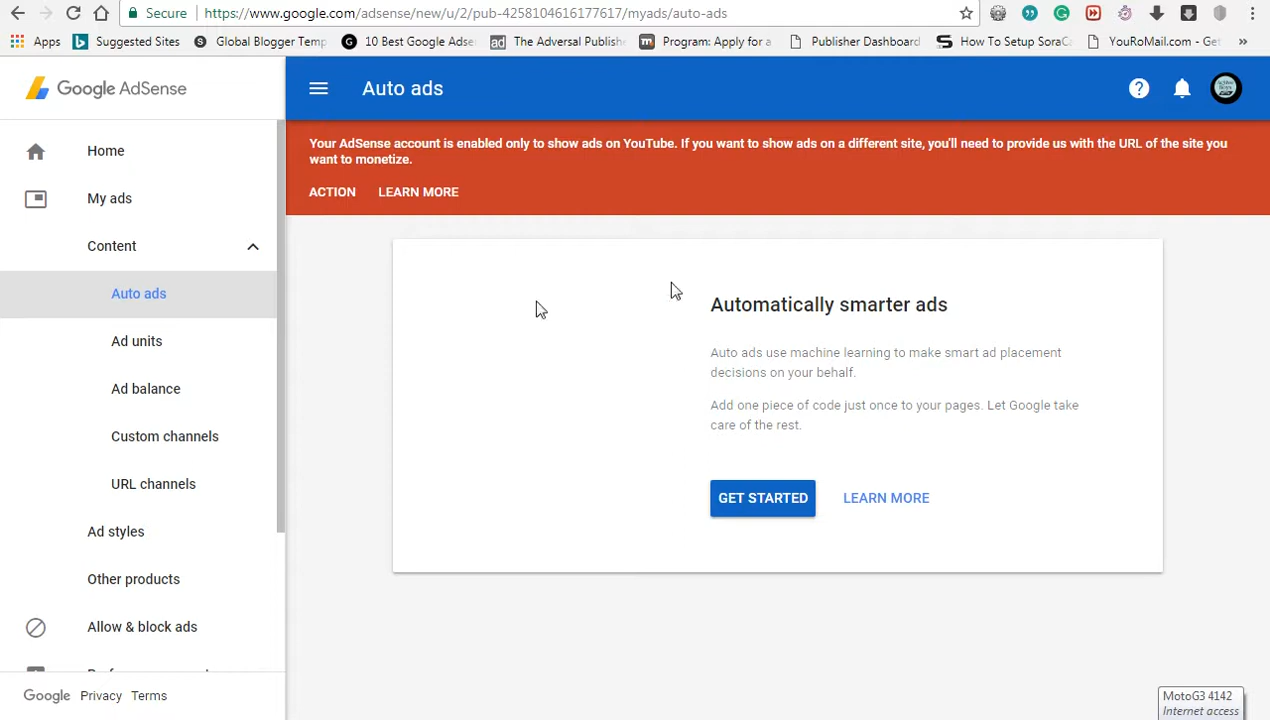 Secure https://www.google.com/adsense/new/u/2/pub-4258104616177617/myads/auto-ads
Apps Suggested Sites Global Blogger Temp 10 Best Google Adse The Adversal Publishe Program: Apply for a Publisher Dashboard How To Setup SoraCa YouRoMail.com - Get »
Google AdSense
Auto ads
Your AdSense account is enabled only to show ads on YouTube. If you want to show ads on a different site, you'll need to provide us with the URL of the site you
want to monetize.
ACTION LEARN MORE
Home
My ads
Content
Auto ads
Ad units
Ad balance
Custom channels
URL channels
Ad styles
Other products
Allow & block ads
Automatically smarter ads
Auto ads use machine learning to make smart ad placement
decisions on your behalf.
Add one piece of code just once to your pages. Let Google take
care of the rest.
GET STARTED LEARN MORE
Google Privacy Terms
MotoG3 4142
Internet access